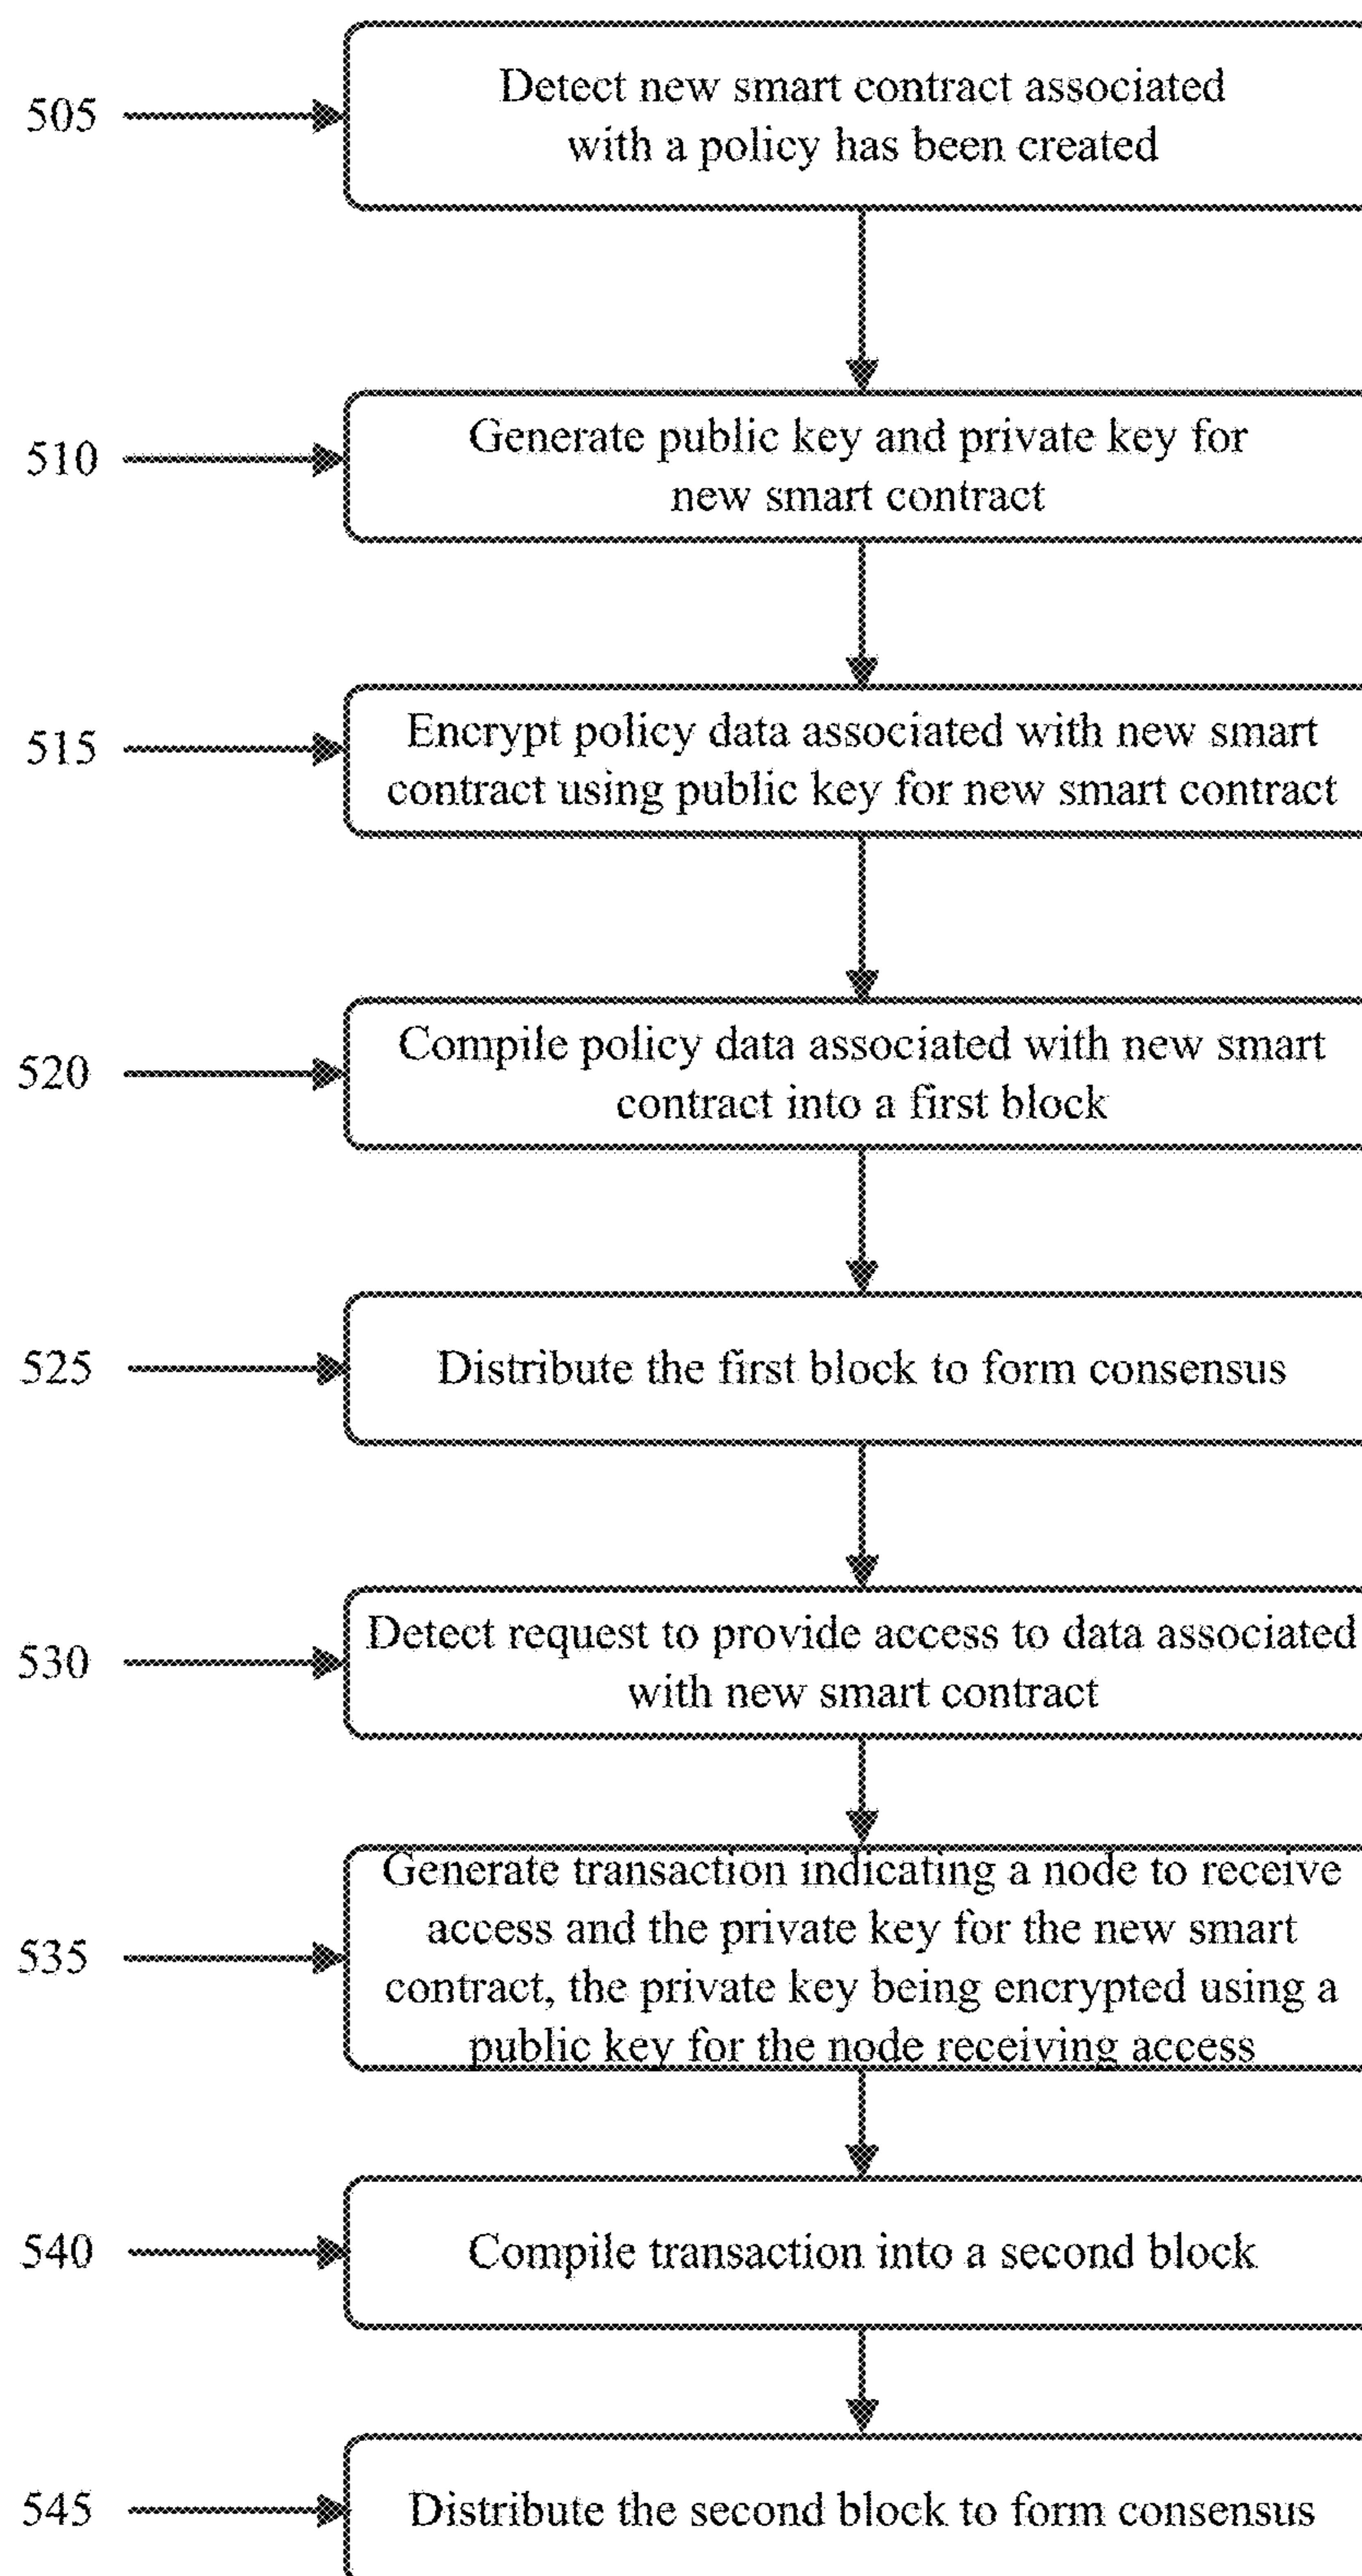 505
Detect new smart contract associated
with a policy has been created
510
Generate public key and private key for
new smart contract
515
Encrypt policy data associated with new smart
contract using public key for new smart contract
520
Compile policy data associated with new smart
contract into a first block
525
Distribute the first block to form consensus
530
Detect request to provide access to data associated
with new smart contract
535
Generate transaction indicating a node to receive
access and the private key for the new smart
contract, the private key being encrypted using a
public key for the node receiving access
540
Compile transaction into a second block
545
Distribute the second block to form consensus